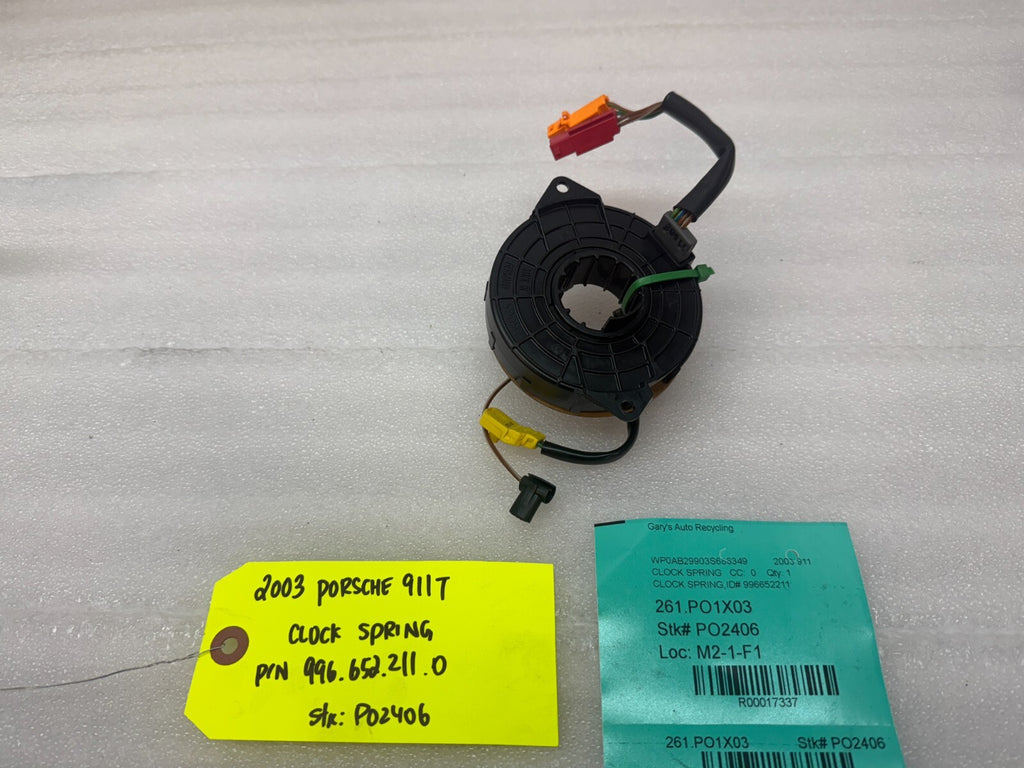 2003 PORSCHE 911T
CLOCK SPRING
P/N 996.652.211.0
Stk: PO2406
Gary's Auto Recycling
2003 911
CLOCK SPRING CC: 0 Qty: 1
CLOCK SPRING,ID# 996652211
261.PO1X03
Stk# PO2406
Loc: M2-1-F1
R00017337
261.PO1X03 Stk# PO2406